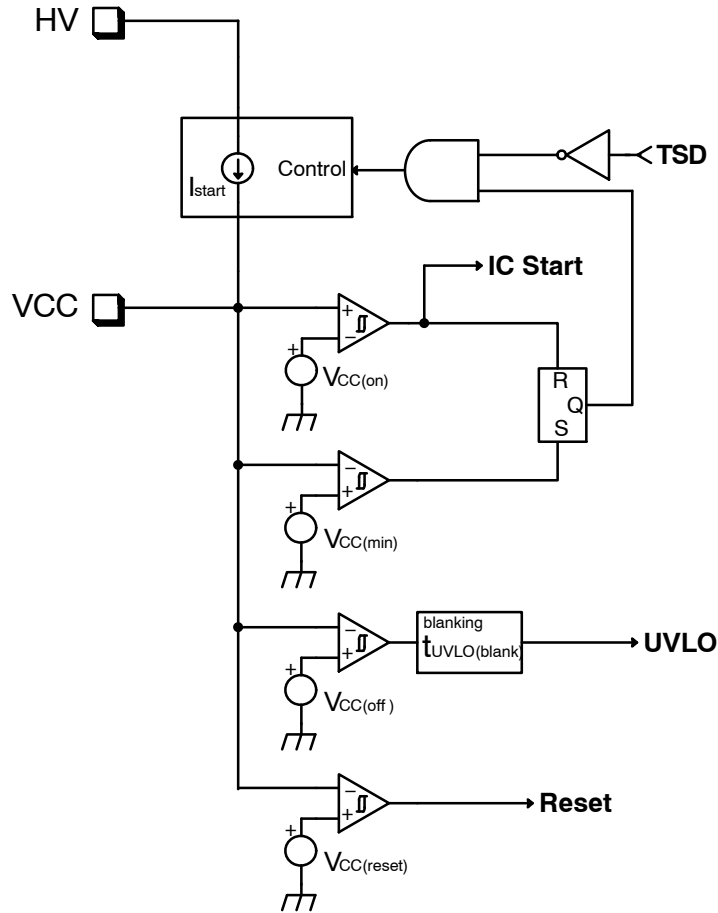 HV
TSD
Control
Istart
IC Start
VCC
+
−
+
VCC(on)
R
Q
S
−
+
+
VCC(min)
blanking
tUVLO(blank)
−
+
UVLO
+
VCC(off)
−
+
Reset
+
VCC(reset)